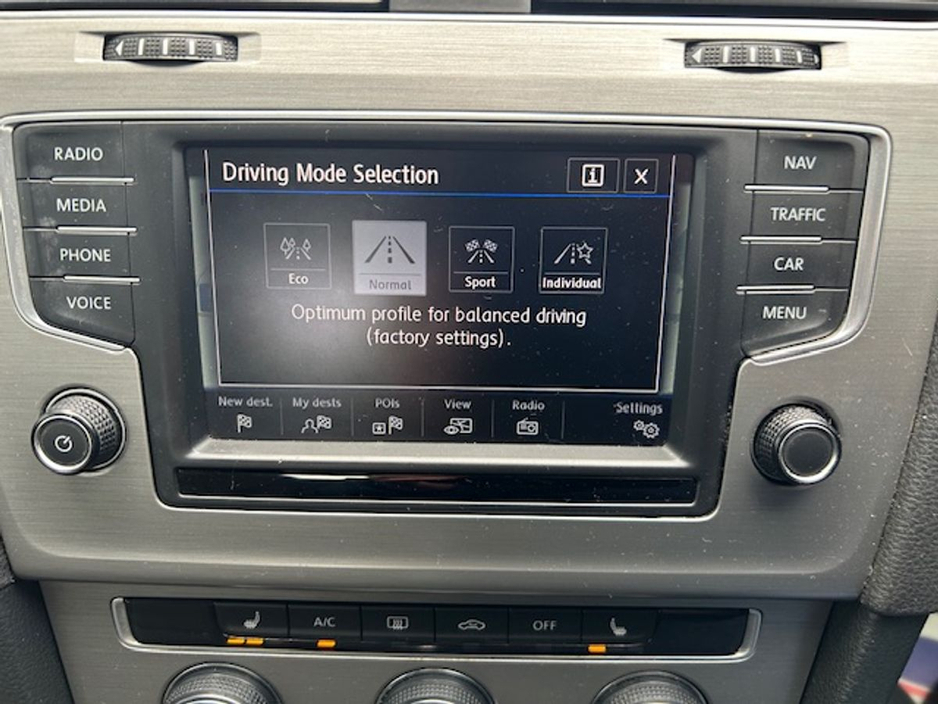 RADIO
MEDIA
PHONE
VOICE
Driving Mode Selection
i
X
Eco
Normal
Sport
Individual
Optimum profile for balanced driving
(factory settings).
New dest.
My dests
POIs
View
Radio
Settings
NAV
TRAFFIC
CAR
MENU
A/C
OFF